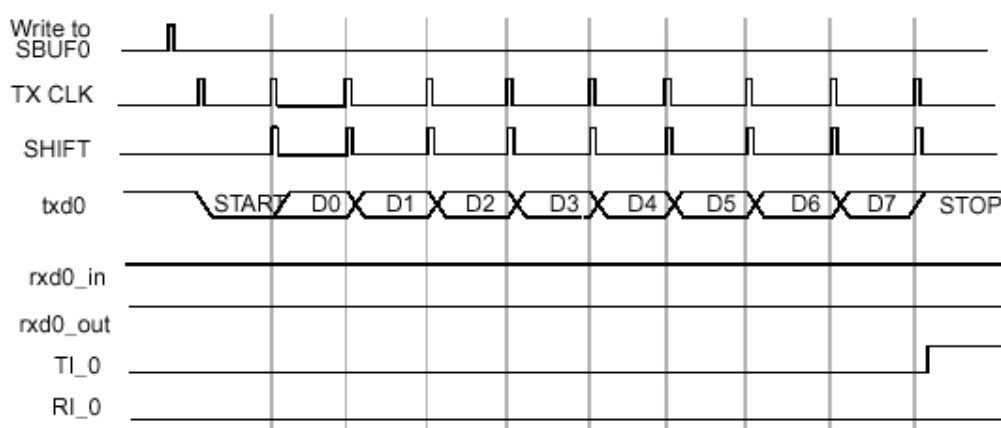 Write to
SBUF0
TX CLK
SHIFT
txd0
START D0 D1 D2 D3 D4 D5 D6 D7 STOP
rxd0_in
rxd0_out
TI_0
RI_0